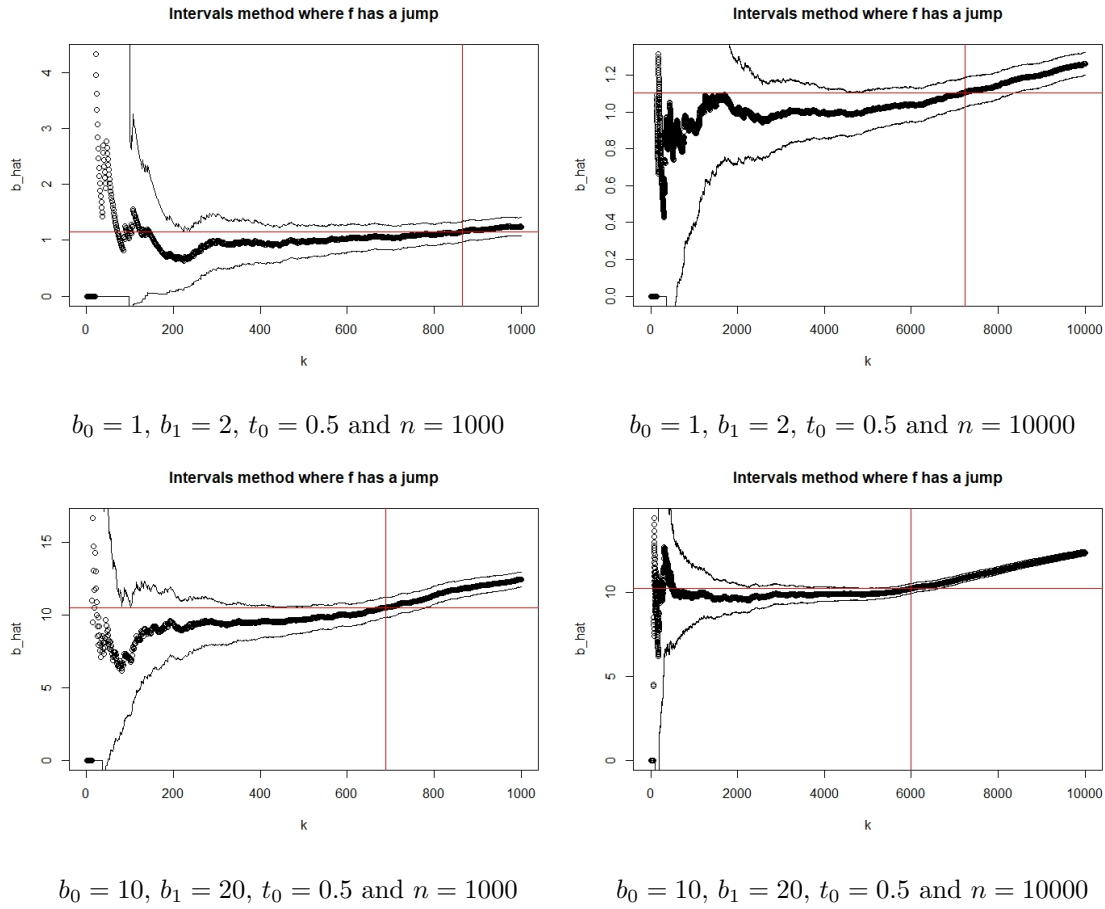 Intervals method where f has a jump
b_hat
4
3
2
1
0
0 200 400 600 800 1000
k
b₀ = 1, b₁ = 2, t₀ = 0.5 and n = 1000
Intervals method where f has a jump
b_hat
1.2
1.0
0.8
0.6
0.4
0.2
0.0
0 2000 4000 6000 8000 10000
k
b₀ = 1, b₁ = 2, t₀ = 0.5 and n = 10000
Intervals method where f has a jump
b_hat
15
10
5
0
0 200 400 600 800 1000
k
b₀ = 10, b₁ = 20, t₀ = 0.5 and n = 1000
Intervals method where f has a jump
b_hat
10
5
0
0 2000 4000 6000 8000 10000
k
b₀ = 10, b₁ = 20, t₀ = 0.5 and n = 10000